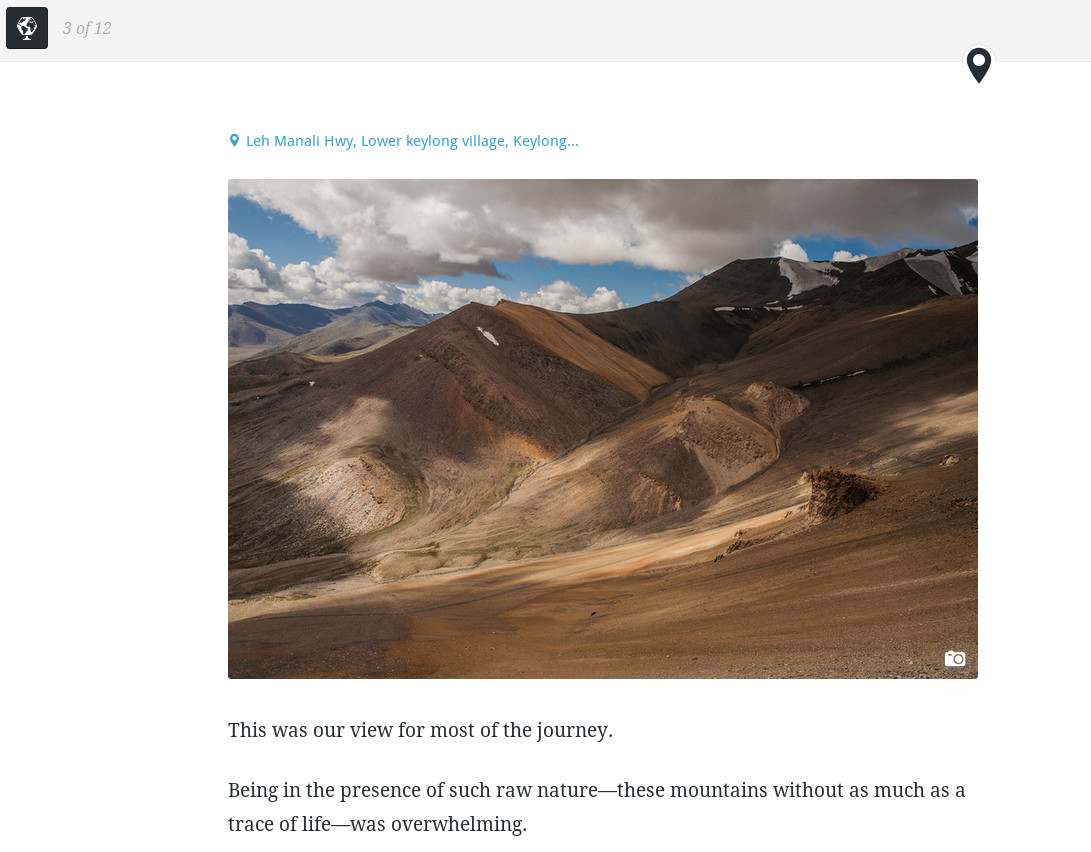 3 of 12
Leh Manali Hwy, Lower keylong village, Keylong...
This was our view for most of the journey.
Being in the presence of such raw nature—these mountains without as much as a
trace of life—was overwhelming.